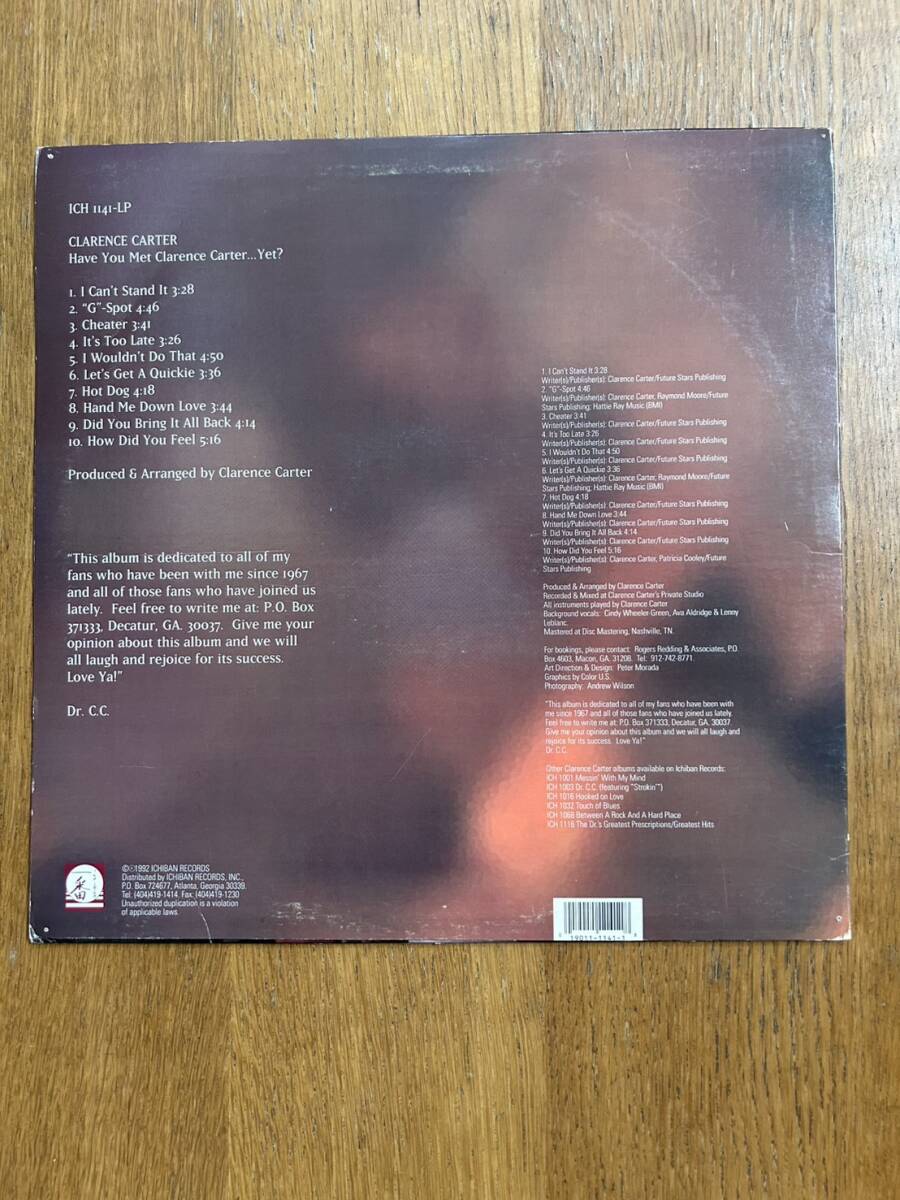 ICH 1141-LP
CLARENCE CARTER
Have You Met Clarence Carter...Yet?
1. I Can't Stand It 3:28
2. "G"-Spot 4:46
3. Cheater 3:41
4. It's Too Late 3:26
5. I Wouldn't Do That 4:50
6. Let's Get A Quickie 3:36
7. Hot Dog 4:18
8. Hand Me Down Love 3:44
9. Did You Bring It All Back 4:14
10. How Did You Feel 5:16
Produced & Arranged by Clarence Carter
"This album is dedicated to all of my
fans who have been with me since 1967
and all of those fans who have joined us
lately. Feel free to write me at: P.O. Box
371333, Decatur, GA. 30037. Give me your
opinion about this album and we will
all laugh and rejoice for its success.
Love Ya!"
Dr. C.C.
1. I Can't Stand It 3:28
Writer(s)/Publisher(s): Clarence Carter/Future Stars Publishing
2. "G"-Spot 4:46
Writer(s)/Publisher(s): Clarence Carter, Raymond Moore/Future
Stars Publishing; Hattie Ray Music (BMI)
3. Cheater 3:41
Writer(s)/Publisher(s): Clarence Carter/Future Stars Publishing
4. It's Too Late 3:26
Writer(s)/Publisher(s): Clarence Carter/Future Stars Publishing
5. I Wouldn't Do That 4:50
Writer(s)/Publisher(s): Clarence Carter/Future Stars Publishing
6. Let's Get A Quickie 3:36
Writer(s)/Publisher(s): Clarence Carter, Raymond Moore/Future
Stars Publishing; Hattie Ray Music (BMI)
7. Hot Dog 4:18
Writer(s)/Publisher(s): Clarence Carter/Future Stars Publishing
8. Hand Me Down Love 3:44
Writer(s)/Publisher(s): Clarence Carter/Future Stars Publishing
9. Did You Bring It All Back 4:14
Writer(s)/Publisher(s): Clarence Carter/Future Stars Publishing
10. How Did You Feel 5:16
Writer(s)/Publisher(s): Clarence Carter, Patricia Cooley/Future
Stars Publishing
Produced & Arranged by Clarence Carter
Recorded & Mixed at Clarence Carter's Private Studio
All instruments played by Clarence Carter
Background vocals: Cindy Wheeler-Green, Ava Aldridge & Lenny
Leblanc.
Mastered at Disc Mastering, Nashville, TN.
For bookings, please contact: Rogers Redding & Associates, P.O.
Box 4603, Macon, GA. 31208. Tel: 912-742-8771.
Art Direction & Design: Peter Morada
Graphics by Color U.S.
Photography: Andrew Wilson
"This album is dedicated to all of my fans who have been with
me since 1967 and all of those fans who have joined us lately.
Feel free to write me at: P.O. Box 371333, Decatur, GA. 30037.
Give me your opinion about this album and we will all laugh and
rejoice for its success. Love Ya!"
Dr. C.C.
Other Clarence Carter albums available on Ichiban Records:
ICH 1001 Messin' With My Mind
ICH 1003 Dr. C.C. (featuring "Strokin'")
ICH 1016 Hooked on Love
ICH 1032 Touch of Blues
ICH 1068 Between A Rock And A Hard Place
ICH 1116 The Dr.'s Greatest Prescriptions/Greatest Hits
一番
©℗1992 ICHIBAN RECORDS
Distributed by ICHIBAN RECORDS, INC.,
P.O. Box 724677, Atlanta, Georgia 30339.
Tel: (404)419-1414. Fax: (404)419-1230
Unauthorized duplication is a violation
of applicable laws.